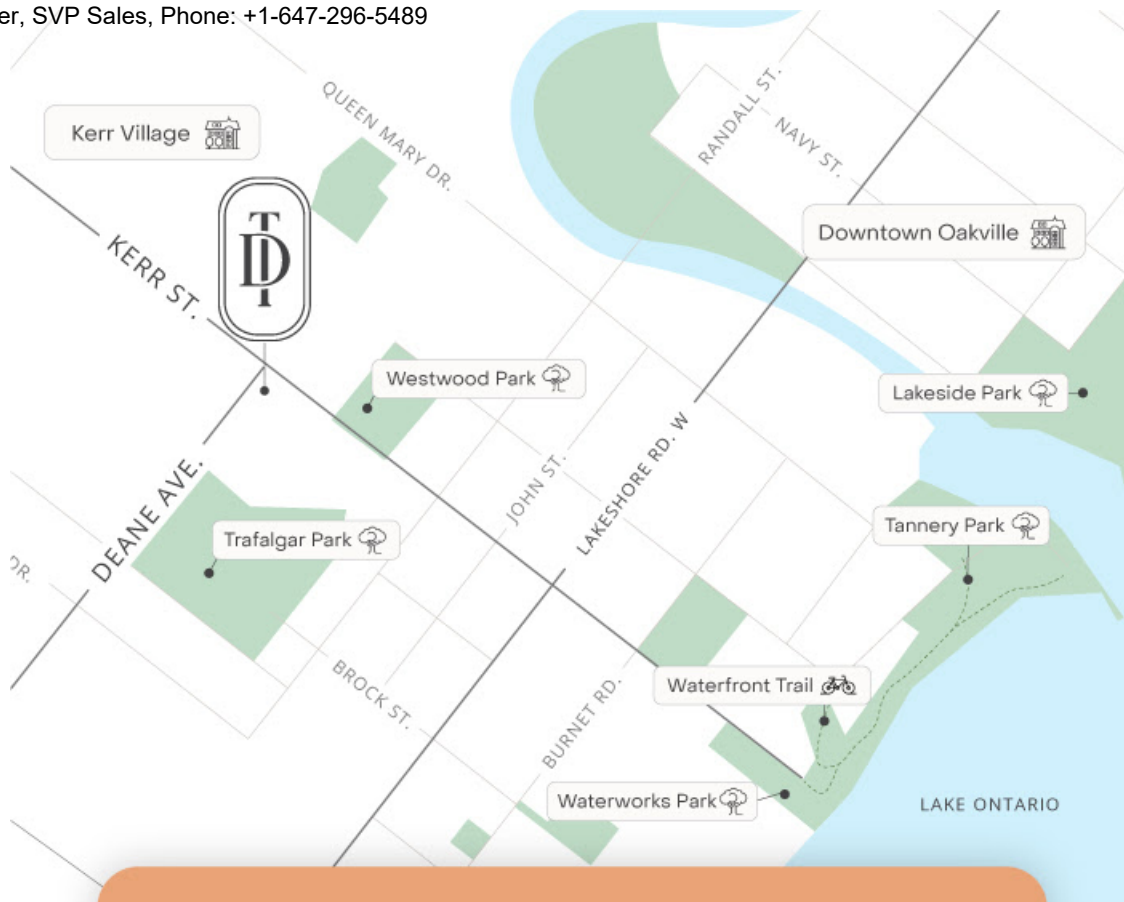 er, SVP Sales, Phone: +1-647-296-5489
QUEEN MARY DR.
RANDALL ST.
NAVY ST.
Kerr Village
Downtown Oakville
KERR ST.
TD
Westwood Park
Lakeside Park
JOHN ST.
LAKESHORE RD. W
DEANE AVE.
Trafalgar Park
Tannery Park
DR.
BROCK ST.
BURNET RD.
Waterfront Trail
Waterworks Park
LAKE ONTARIO